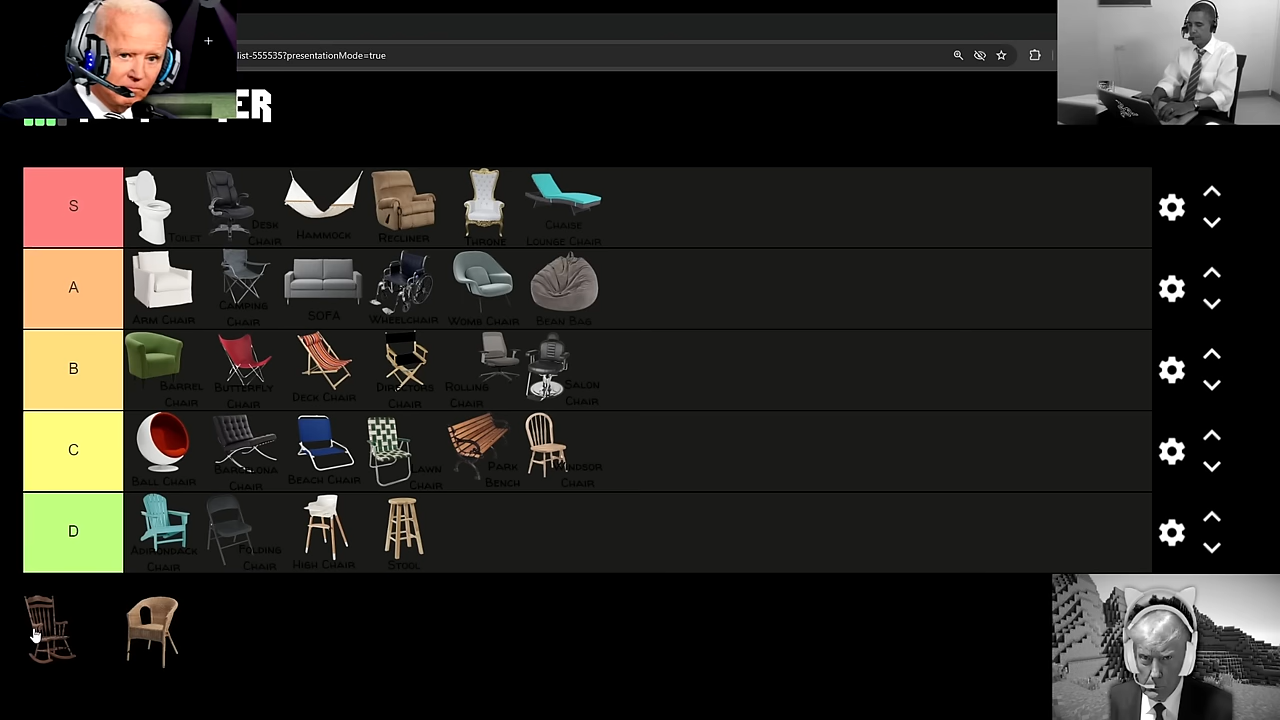 list-555535?presentationMode=true
ER
S
TOILET
DESK CHAIR
HAMMOCK
RECLINER
THRONE
CHAISE LOUNGE CHAIR
A
ARM CHAIR
CAMPING CHAIR
SOFA
WHEELCHAIR
WOMB CHAIR
BEAN BAG
B
BARREL CHAIR
BUTTERFLY CHAIR
DECK CHAIR
DIRECTORS CHAIR
ROLLING CHAIR
SALON CHAIR
C
BALL CHAIR
BARCELONA CHAIR
BEACH CHAIR
LAWN CHAIR
PARK BENCH
WINDSOR CHAIR
D
ADIRONDACK CHAIR
FOLDING CHAIR
HIGH CHAIR
STOOL